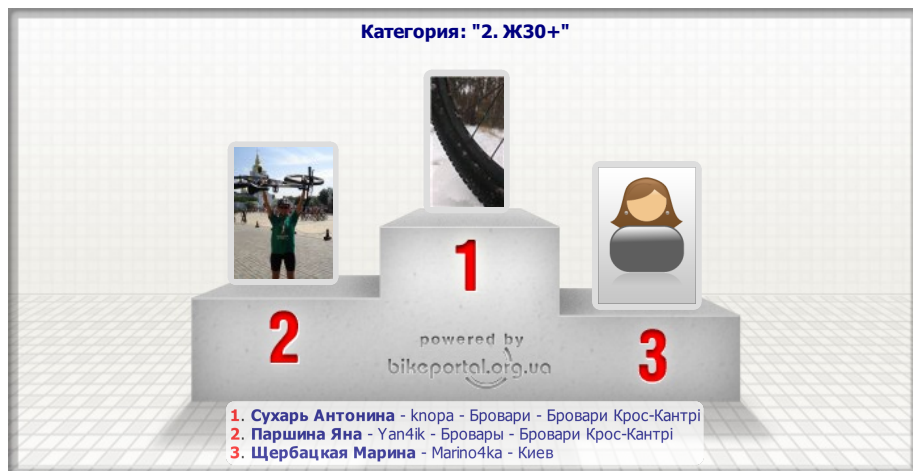 Категория: "2. Ж30+"
1
2
3
powered by
bikeportal.org.ua
1. Сухарь Антонина - knopa - Бровари - Бровари Крос-Кантрі
2. Паршина Яна - Yan4ik - Бровары - Бровари Крос-Кантрі
3. Щербацкая Марина - Marino4ka - Киев